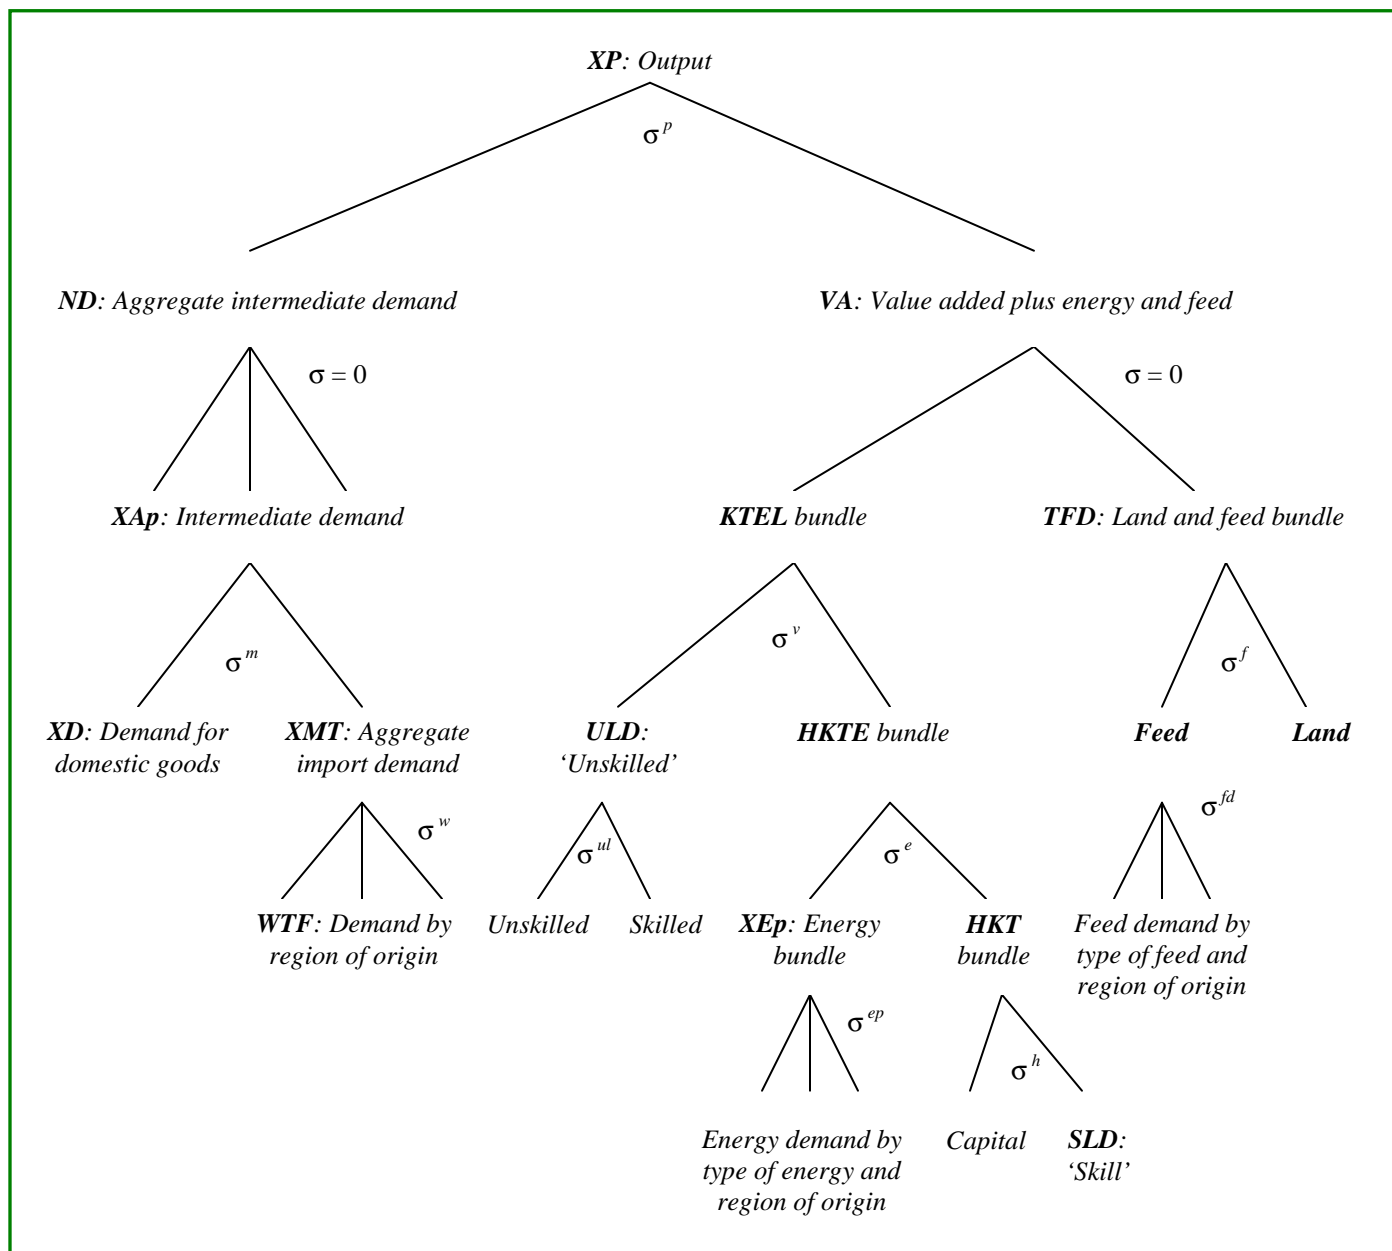 XP: Output
σ^p
ND: Aggregate intermediate demand
VA: Value added plus energy and feed
σ = 0
σ = 0
XAp: Intermediate demand
KTEL bundle
TFD: Land and feed bundle
σ^m
σ^v
σ^f
XD: Demand for
domestic goods
XMT: Aggregate
import demand
ULD:
‘Unskilled’
HKTE bundle
Feed
Land
σ^w
σ^ul
σ^e
σ^fd
WTF: Demand by
region of origin
Unskilled
Skilled
XEp: Energy
bundle
HKT
bundle
Feed demand by
type of feed and
region of origin
σ^ep
σ^h
Energy demand by
type of energy and
region of origin
Capital
SLD:
‘Skill’